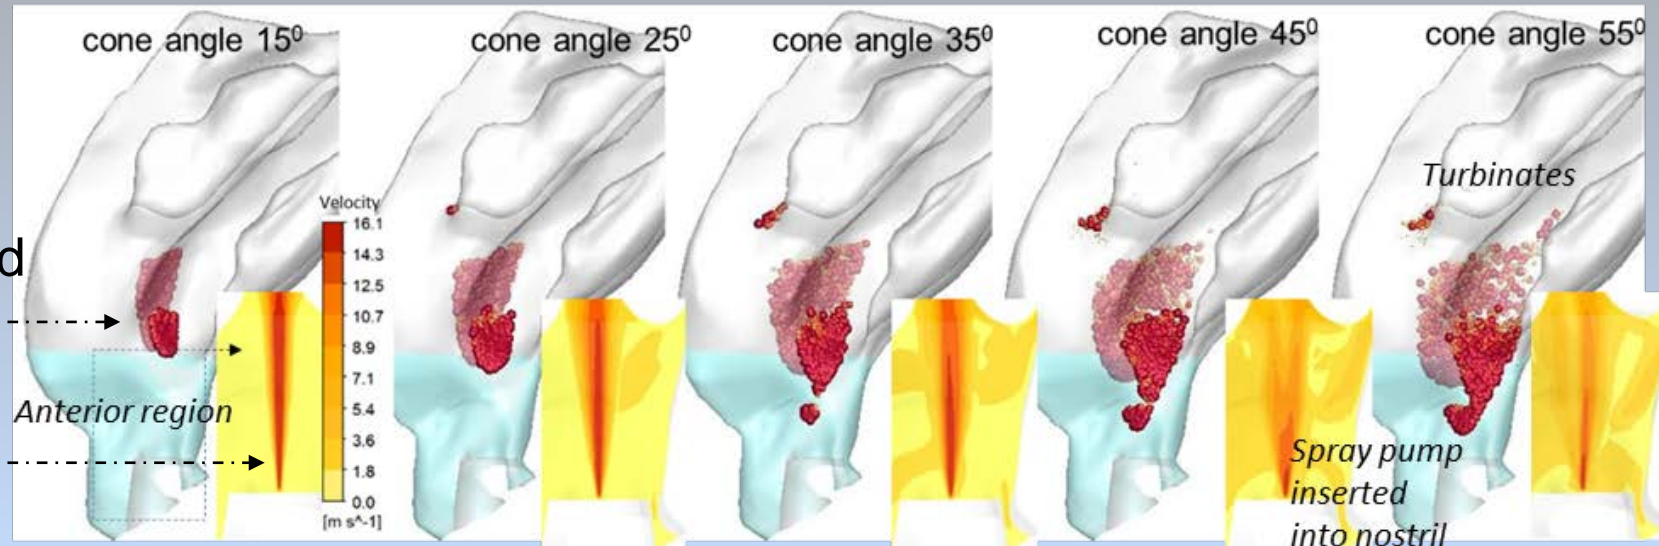 cone angle 15⁰
cone angle 25⁰
cone angle 35⁰
cone angle 45⁰
cone angle 55⁰
Turbinates
Velocity
16.1
14.3
12.5
10.7
8.9
7.1
5.4
3.6
1.8
0.0
[m s^-1]
d
Anterior region
Spray pump
inserted
into nostril